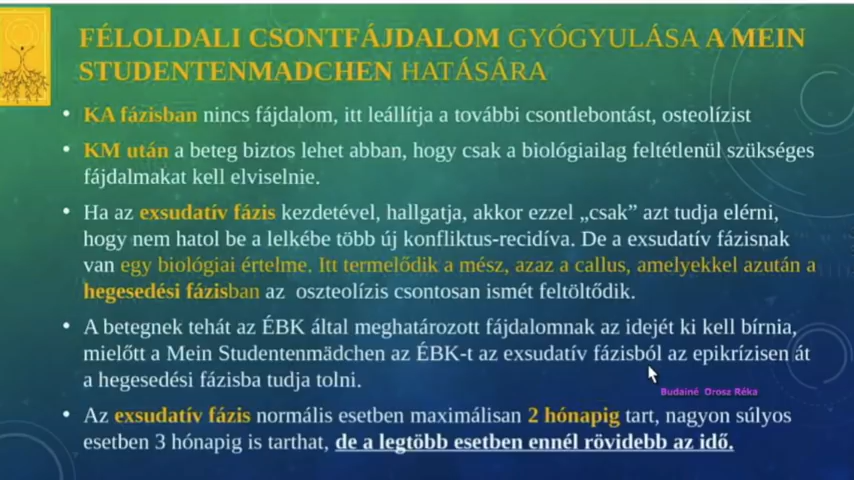 FÉLOLDALI CSONTFÁJDALOM GYÓGYULÁSA A MEIN
STUDENTENMADCHEN HATÁSÁRA
• KA fázisban nincs fájdalom, itt leállítja a további csontlebontást, osteolízist
• KM után a beteg biztos lehet abban, hogy csak a biológiailag feltétlenül szükséges
fájdalmakat kell elviselnie.
• Ha az exsudatív fázis kezdetével, hallgatja, akkor ezzel „csak” azt tudja elérni,
hogy nem hatol be a lelkébe több új konfliktus-recidíva. De a exsudatív fázisnak
van egy biológiai értelme. Itt termelődik a mész, azaz a callus, amelyekkel azután a
hegesedési fázisban az oszteolízis csontosan ismét feltöltődik.
• A betegnek tehát az ÉBK által meghatározott fájdalomnak az idejét ki kell bírnia,
mielőtt a Mein Studentenmädchen az ÉBK-t az exsudatív fázisból az epikrízisen át
a hegesedési fázisba tudja tolni.
Budainé Orosz Réka
• Az exsudatív fázis normális esetben maximálisan 2 hónapig tart, nagyon súlyos
esetben 3 hónapig is tarthat, de a legtöbb esetben ennél rövidebb az idő.